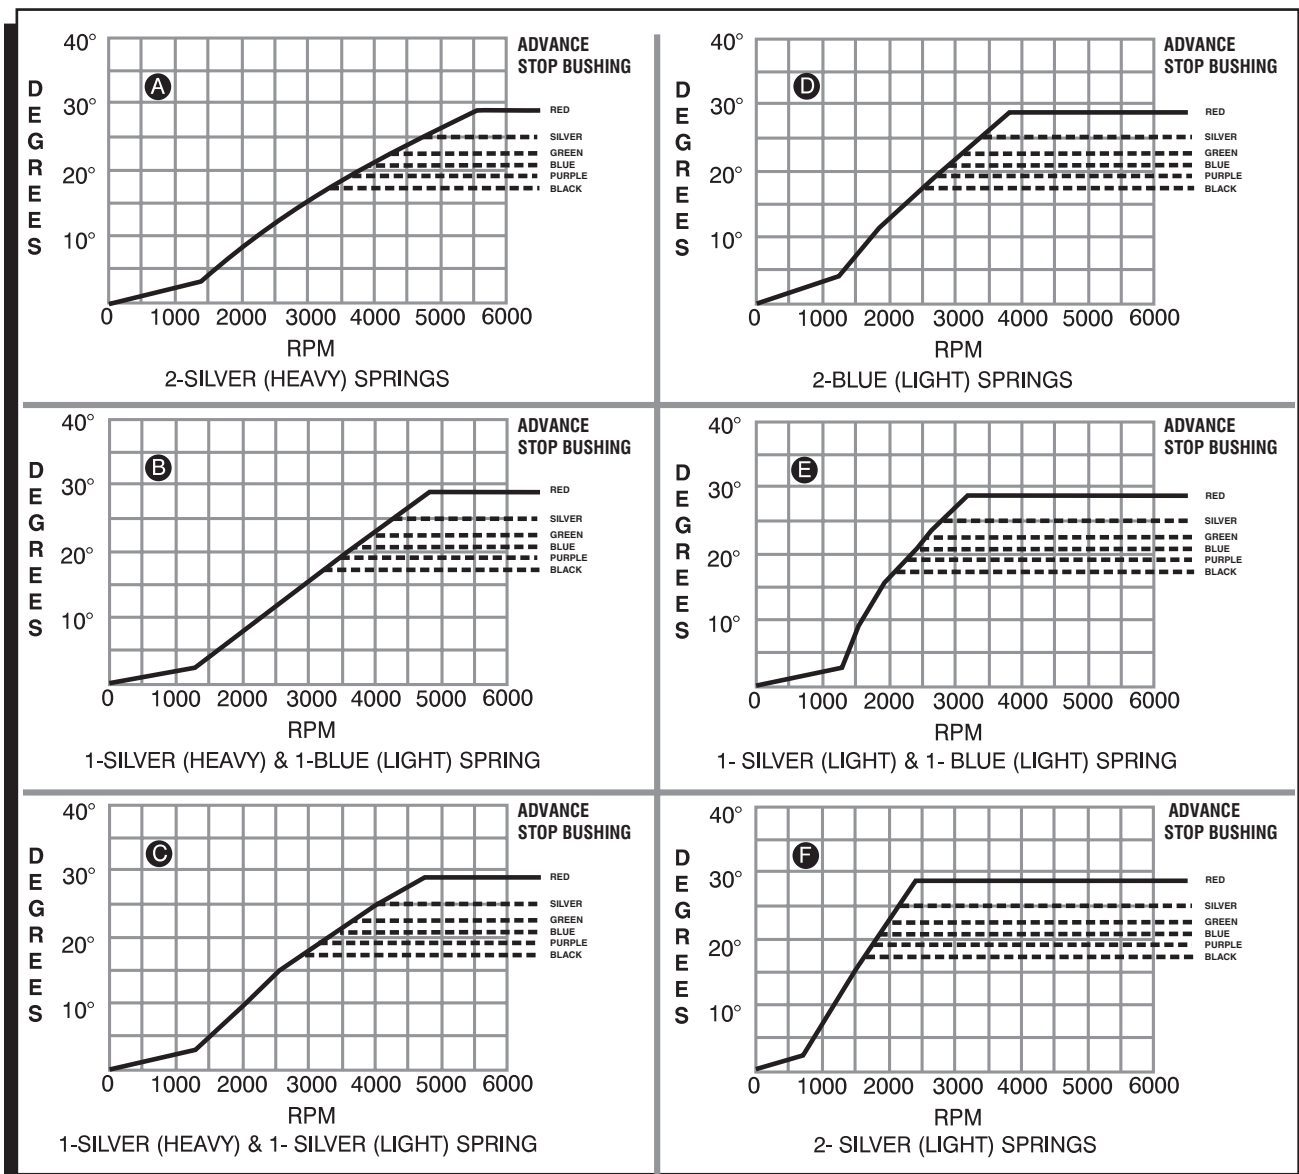 A
ADVANCE
STOP BUSHING
DEGREES
40°
30°
20°
10°
RED
SILVER
GREEN
BLUE
PURPLE
BLACK
0 1000 2000 3000 4000 5000 6000
RPM
2-SILVER (HEAVY) SPRINGS
D
ADVANCE
STOP BUSHING
DEGREES
40°
30°
20°
10°
RED
SILVER
GREEN
BLUE
PURPLE
BLACK
0 1000 2000 3000 4000 5000 6000
RPM
2-BLUE (LIGHT) SPRINGS
B
ADVANCE
STOP BUSHING
DEGREES
40°
30°
20°
10°
RED
SILVER
GREEN
BLUE
PURPLE
BLACK
0 1000 2000 3000 4000 5000 6000
RPM
1-SILVER (HEAVY) & 1-BLUE (LIGHT) SPRING
E
ADVANCE
STOP BUSHING
DEGREES
40°
30°
20°
10°
RED
SILVER
GREEN
BLUE
PURPLE
BLACK
0 1000 2000 3000 4000 5000 6000
RPM
1- SILVER (LIGHT) & 1- BLUE (LIGHT) SPRING
C
ADVANCE
STOP BUSHING
DEGREES
40°
30°
20°
10°
RED
SILVER
GREEN
BLUE
PURPLE
BLACK
0 1000 2000 3000 4000 5000 6000
RPM
1-SILVER (HEAVY) & 1- SILVER (LIGHT) SPRING
F
ADVANCE
STOP BUSHING
DEGREES
40°
30°
20°
10°
RED
SILVER
GREEN
BLUE
PURPLE
BLACK
0 1000 2000 3000 4000 5000 6000
RPM
2- SILVER (LIGHT) SPRINGS